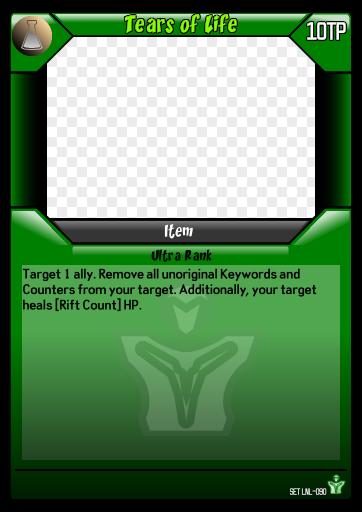 Tears of Life
10TP
Item
Ultra Rank
Target 1 ally. Remove all unoriginal Keywords and
Counters from your target. Additionally, your target
heals [Rift Count] HP.
SET LNL-090